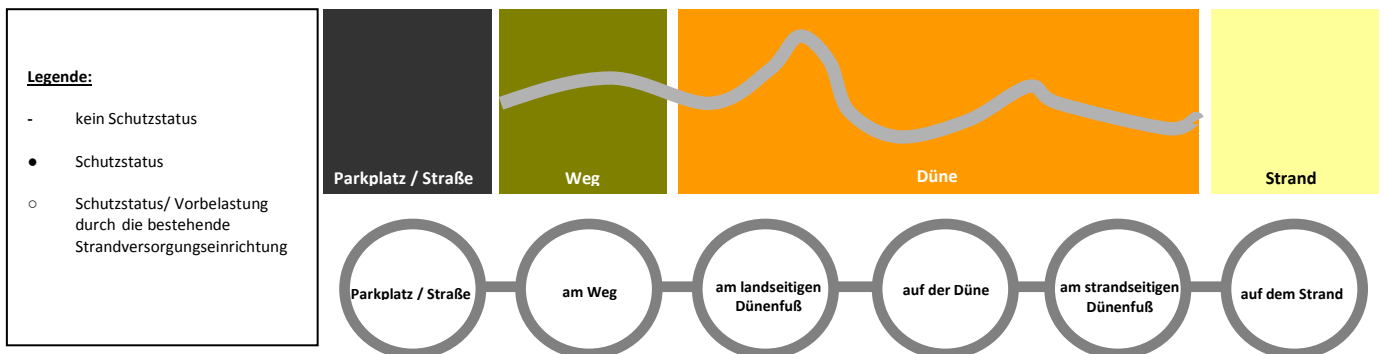 Legende:
- kein Schutzstatus
● Schutzstatus
○ Schutzstatus/ Vorbelastung
durch die bestehende
Strandversorgungseinrichtung
Parkplatz / Straße
Weg
Düne
Strand
Parkplatz / Straße
am Weg
am landseitigen
Dünenfuß
auf der Düne
am strandseitigen
Dünenfuß
auf dem Strand